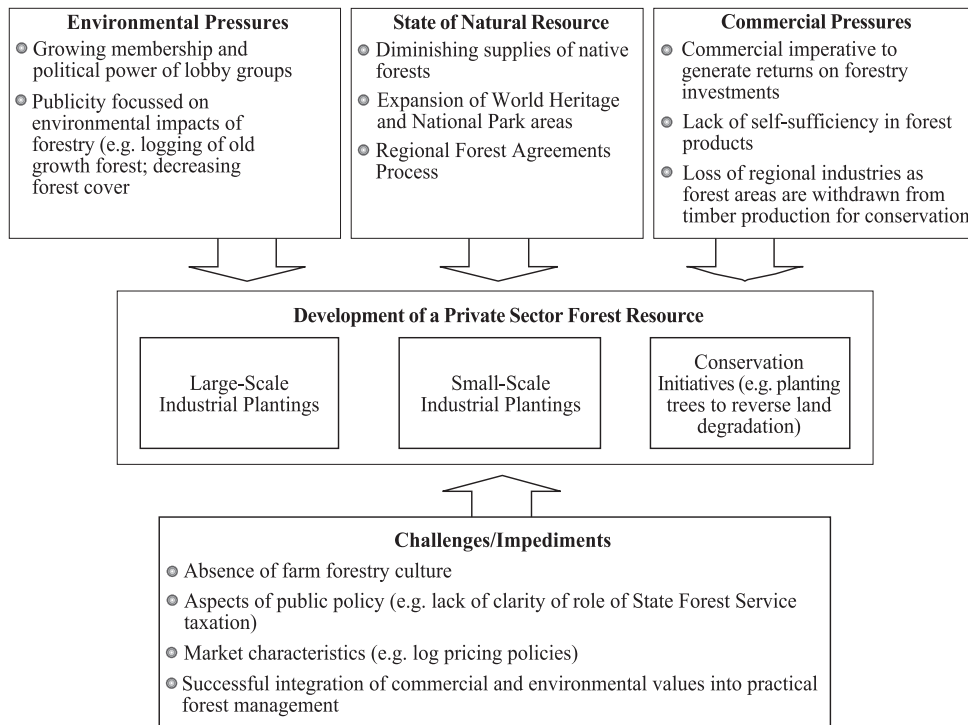 Environmental Pressures
Growing membership and
political power of lobby groups
Publicity focussed on
environmental impacts of
forestry (e.g. logging of old
growth forest; decreasing
forest cover
State of Natural Resource
Diminishing supplies of native
forests
Expansion of World Heritage
and National Park areas
Regional Forest Agreements
Process
Commercial Pressures
Commercial imperative to
generate returns on forestry
investments
Lack of self-sufficiency in forest
products
Loss of regional industries as
forest areas are withdrawn from
timber production for conservation
Development of a Private Sector Forest Resource
Large-Scale
Industrial Plantings
Small-Scale
Industrial Plantings
Conservation
Initiatives (e.g. planting
trees to reverse land
degradation)
Challenges/Impediments
Absence of farm forestry culture
Aspects of public policy (e.g. lack of clarity of role of State Forest Service
taxation)
Market characteristics (e.g. log pricing policies)
Successful integration of commercial and environmental values into practical
forest management